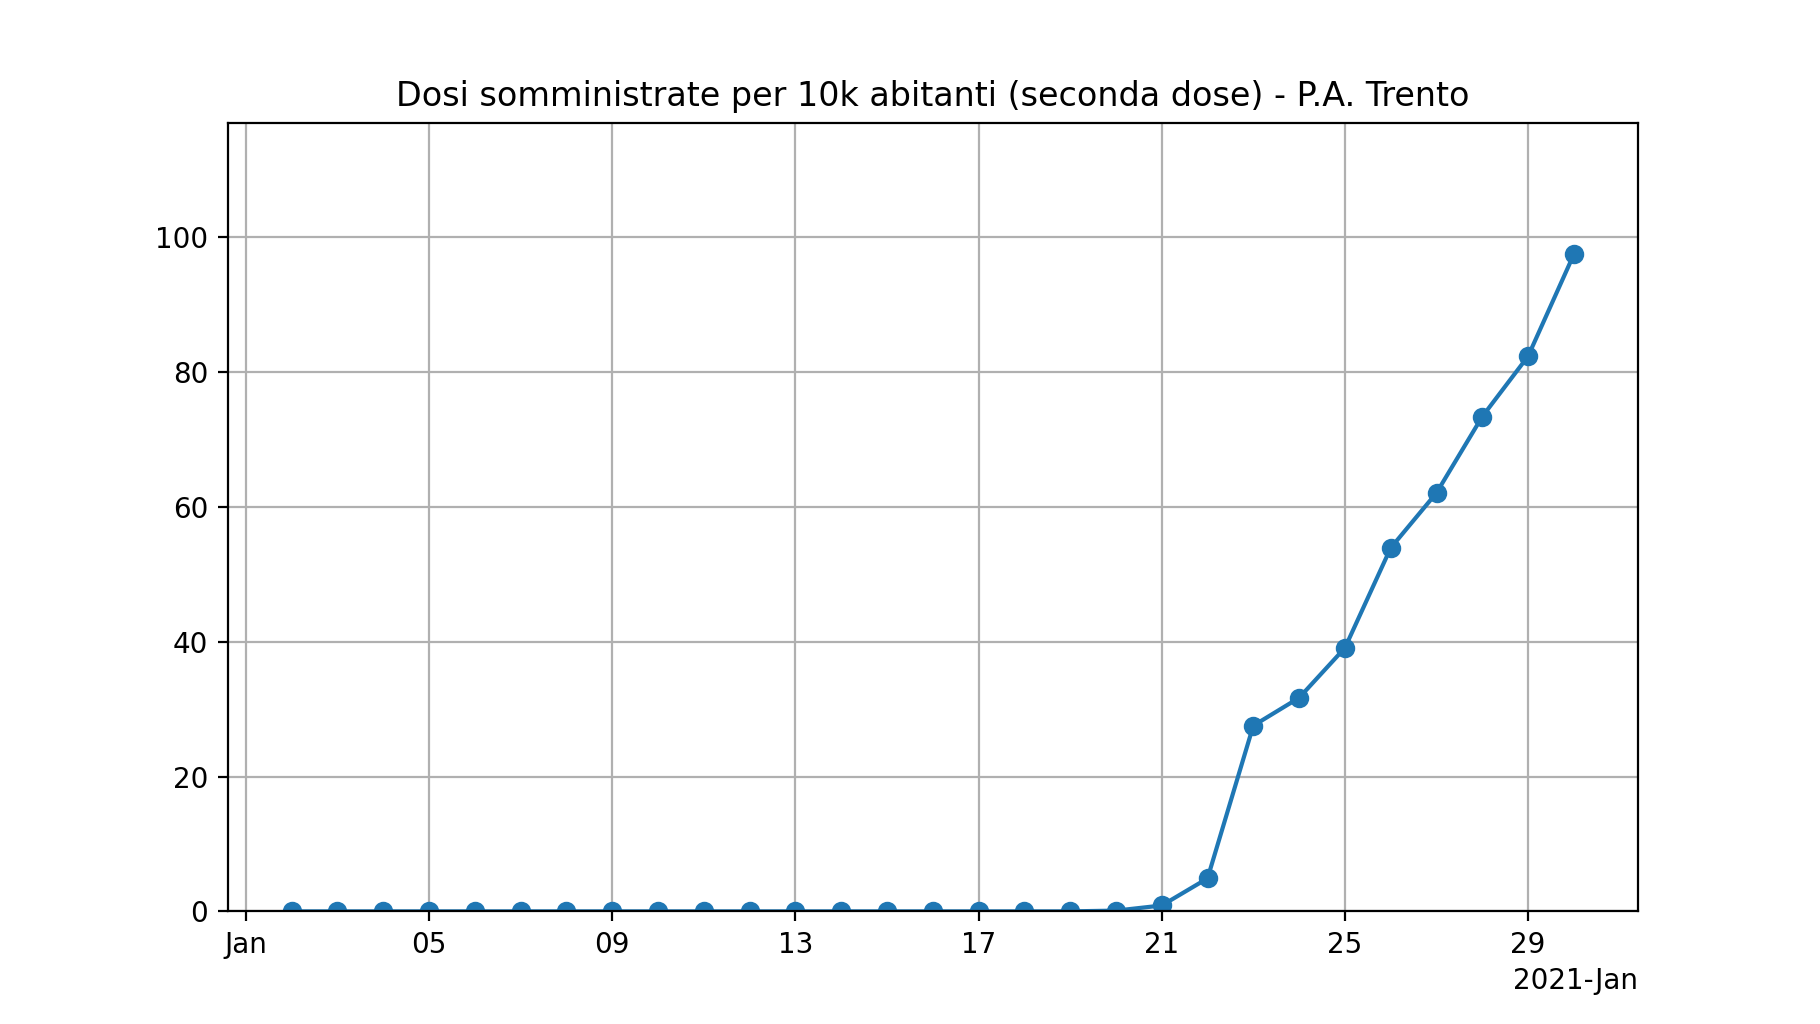 Dosi somministrate per 10k abitanti (seconda dose) - P.A. Trento
100
80
60
40
20
0
Jan 05 09 13 17 21 25 29
2021-Jan